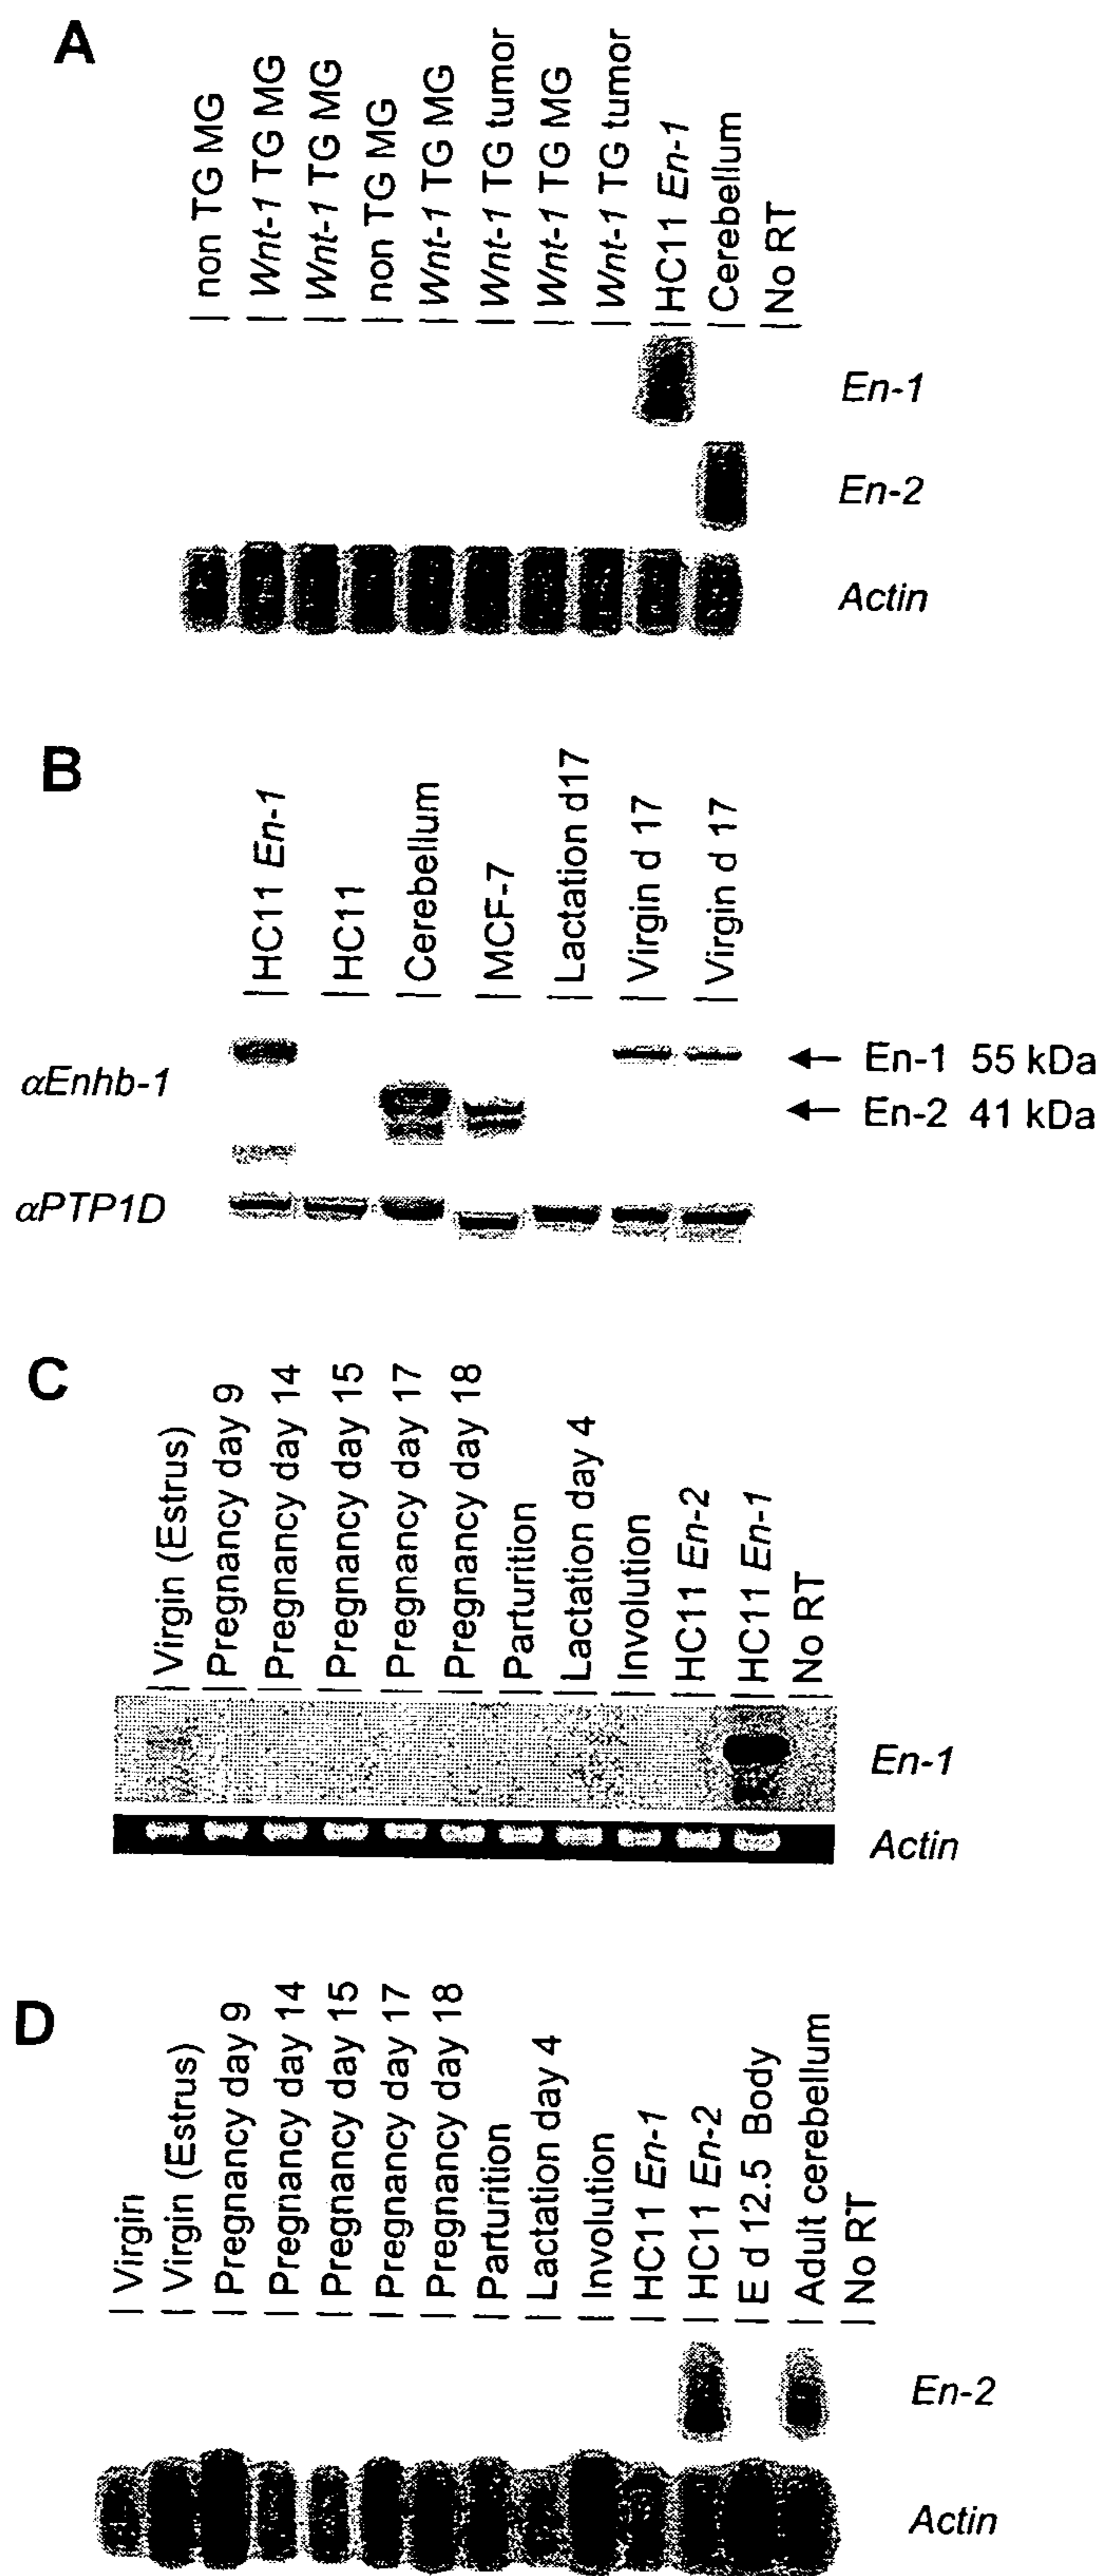 A
non TG MG
Wnt-1 TG MG
Wnt-1 TG MG
non TG MG
Wnt-1 TG MG
Wnt-1 TG tumor
Wnt-1 TG MG
Wnt-1 TG tumor
HC11 En-1
Cerebellum
No RT
En-1
En-2
Actin
B
HC11 En-1
HC11
Cerebellum
MCF-7
Lactation d17
Virgin d 17
Virgin d 17
αEnhb-1
En-1 55 kDa
En-2 41 kDa
αPTP1D
C
Virgin (Estrus)
Pregnancy day 9
Pregnancy day 14
Pregnancy day 15
Pregnancy day 17
Pregnancy day 18
Parturition
Lactation day 4
Involution
HC11 En-2
HC11 En-1
No RT
En-1
Actin
D
Virgin
Virgin (Estrus)
Pregnancy day 9
Pregnancy day 14
Pregnancy day 15
Pregnancy day 17
Pregnancy day 18
Parturition
Lactation day 4
Involution
HC11 En-1
HC11 En-2
E d 12.5 Body
Adult cerebellum
No RT
En-2
Actin